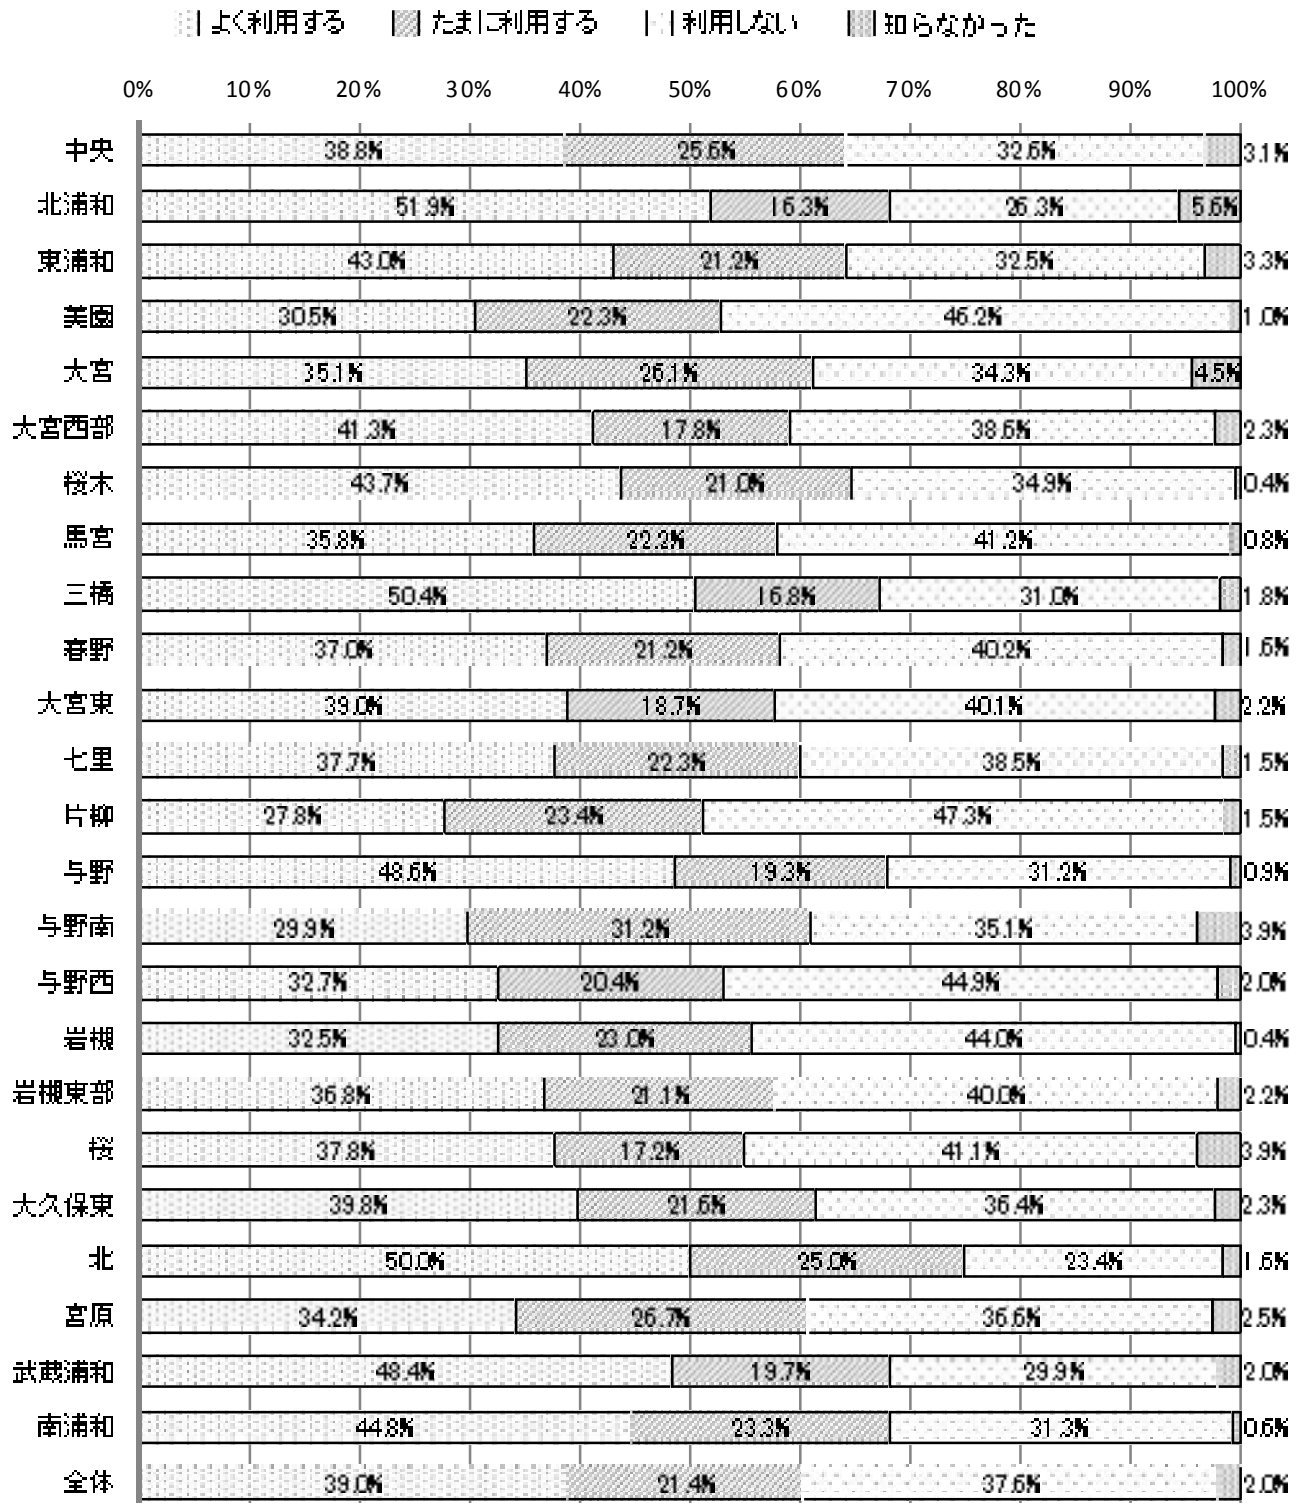 よく利用する たまに利用する 利用しない 知らなかった
0% 10% 20% 30% 40% 50% 60% 70% 80% 90% 100%
中央 38.8% 25.6% 32.6% 3.1%
北浦和 51.9% 16.3% 26.3% 5.6%
東浦和 43.0% 21.2% 32.5% 3.3%
美園 30.5% 22.3% 46.2% 1.0%
大宮 35.1% 26.1% 34.3% 4.5%
大宮西部 41.3% 17.8% 38.6% 2.3%
桜木 43.7% 21.0% 34.9% 0.4%
馬宮 35.8% 22.2% 41.2% 0.8%
三橋 50.4% 16.8% 31.0% 1.8%
春野 37.0% 21.2% 40.2% 1.6%
大宮東 39.0% 18.7% 40.1% 2.2%
七里 37.7% 22.3% 38.5% 1.5%
片柳 27.8% 23.4% 47.3% 1.5%
与野 48.6% 19.3% 31.2% 0.9%
与野南 29.9% 31.2% 35.1% 3.9%
与野西 32.7% 20.4% 44.9% 2.0%
岩槻 32.5% 23.0% 44.0% 0.4%
岩槻東部 36.8% 21.1% 40.0% 2.2%
桜 37.8% 17.2% 41.1% 3.9%
大久保東 39.8% 21.6% 36.4% 2.3%
北 50.0% 25.0% 23.4% 1.6%
宮原 34.2% 26.7% 36.6% 2.5%
武蔵浦和 48.4% 19.7% 29.9% 2.0%
南浦和 44.8% 23.3% 31.3% 0.6%
全体 39.0% 21.4% 37.6% 2.0%